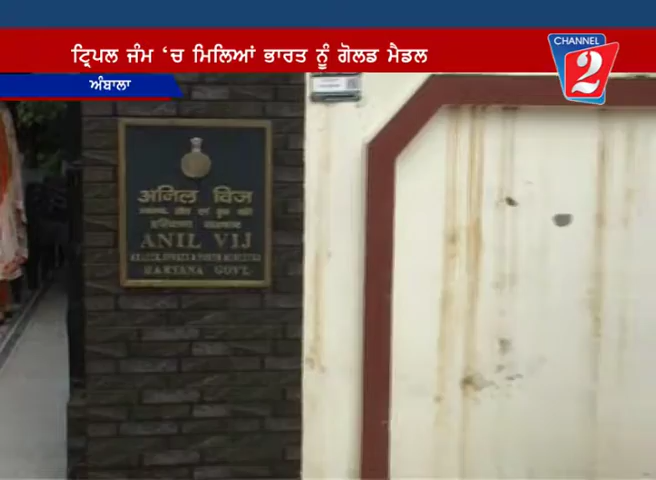 ਟ੍ਰਿਪਲ ਜੰਮ ‘ਚ ਮਿਲਿਆਂ ਭਾਰਤ ਨੂੰ ਗੋਲਡ ਮੈਡਲ
CHANNEL
2
ਅੰਬਾਲਾ
अनिल विज
ANIL VIJ
HARYANA GOVT.